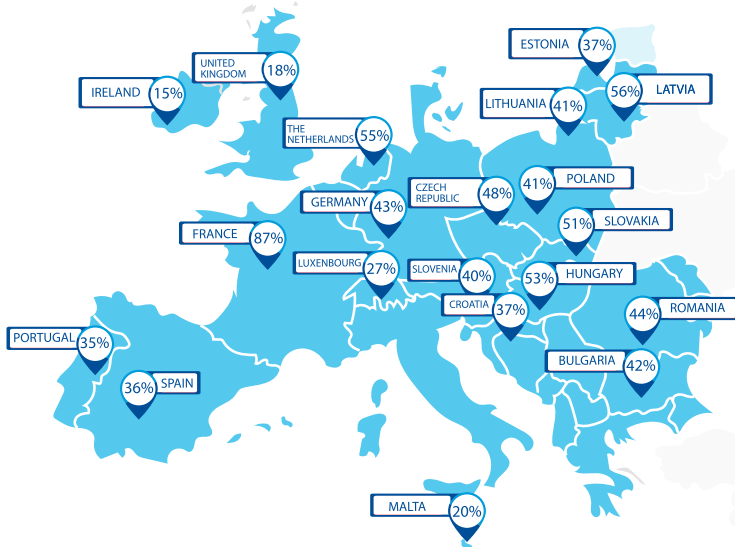 ESTONIA 37%
UNITED
KINGDOM 18%
IRELAND 15%
56% LATVIA
LITHUANIA 41%
THE
NETHERLANDS 55%
41% POLAND
CZECH
REPUBLIC 48%
GERMANY 43%
51% SLOVAKIA
FRANCE 87%
LUXENBOURG 27%
SLOVENIA 40%
53% HUNGARY
CROATIA 37%
44% ROMANIA
PORTUGAL 35%
BULGARIA 42%
36% SPAIN
MALTA 20%